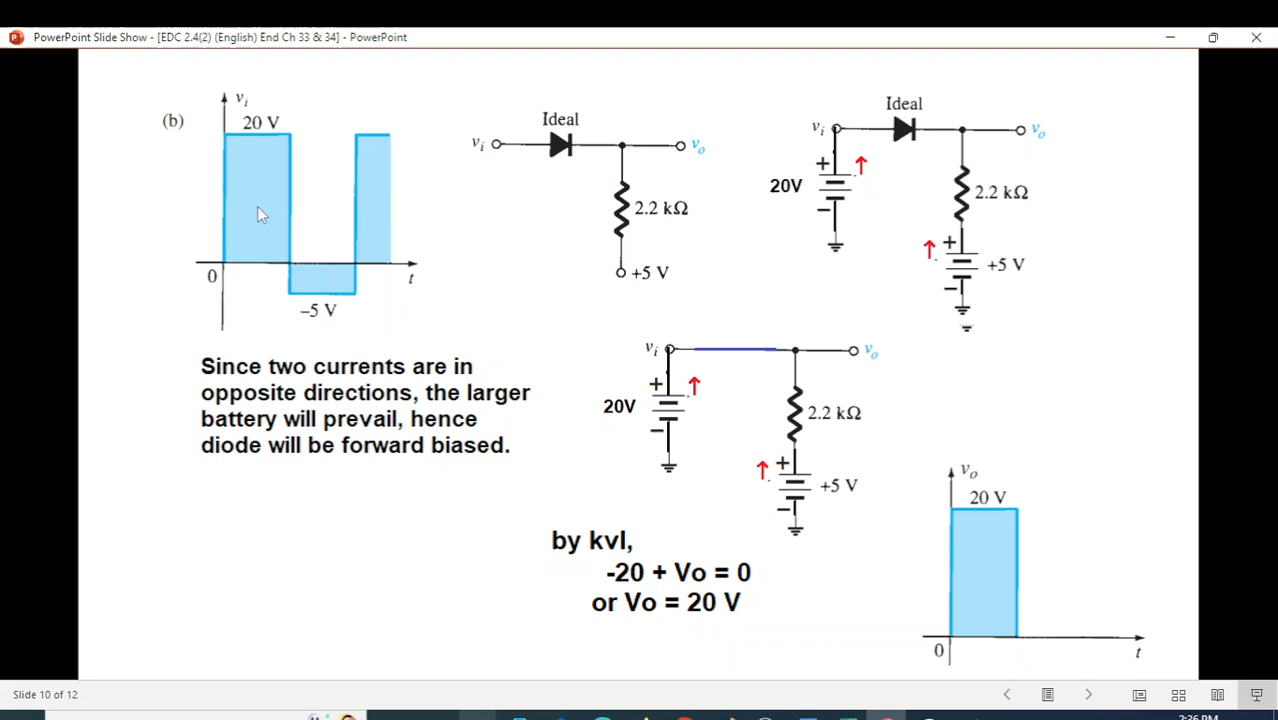 PowerPoint Slide Show - [EDC 2.4(2) (English) End Ch 33 & 34] - PowerPoint
(b)
vi
20 V
0
t
–5 V
Ideal
vi
vo
2.2 kΩ
+5 V
Ideal
vi
vo
+
20V
–
2.2 kΩ
+
+5 V
–
Since two currents are in
opposite directions, the larger
battery will prevail, hence
diode will be forward biased.
vi
vo
+
20V
–
2.2 kΩ
+
+5 V
–
by kvl,
-20 + Vo = 0
or Vo = 20 V
vo
20 V
0
t
Slide 10 of 12